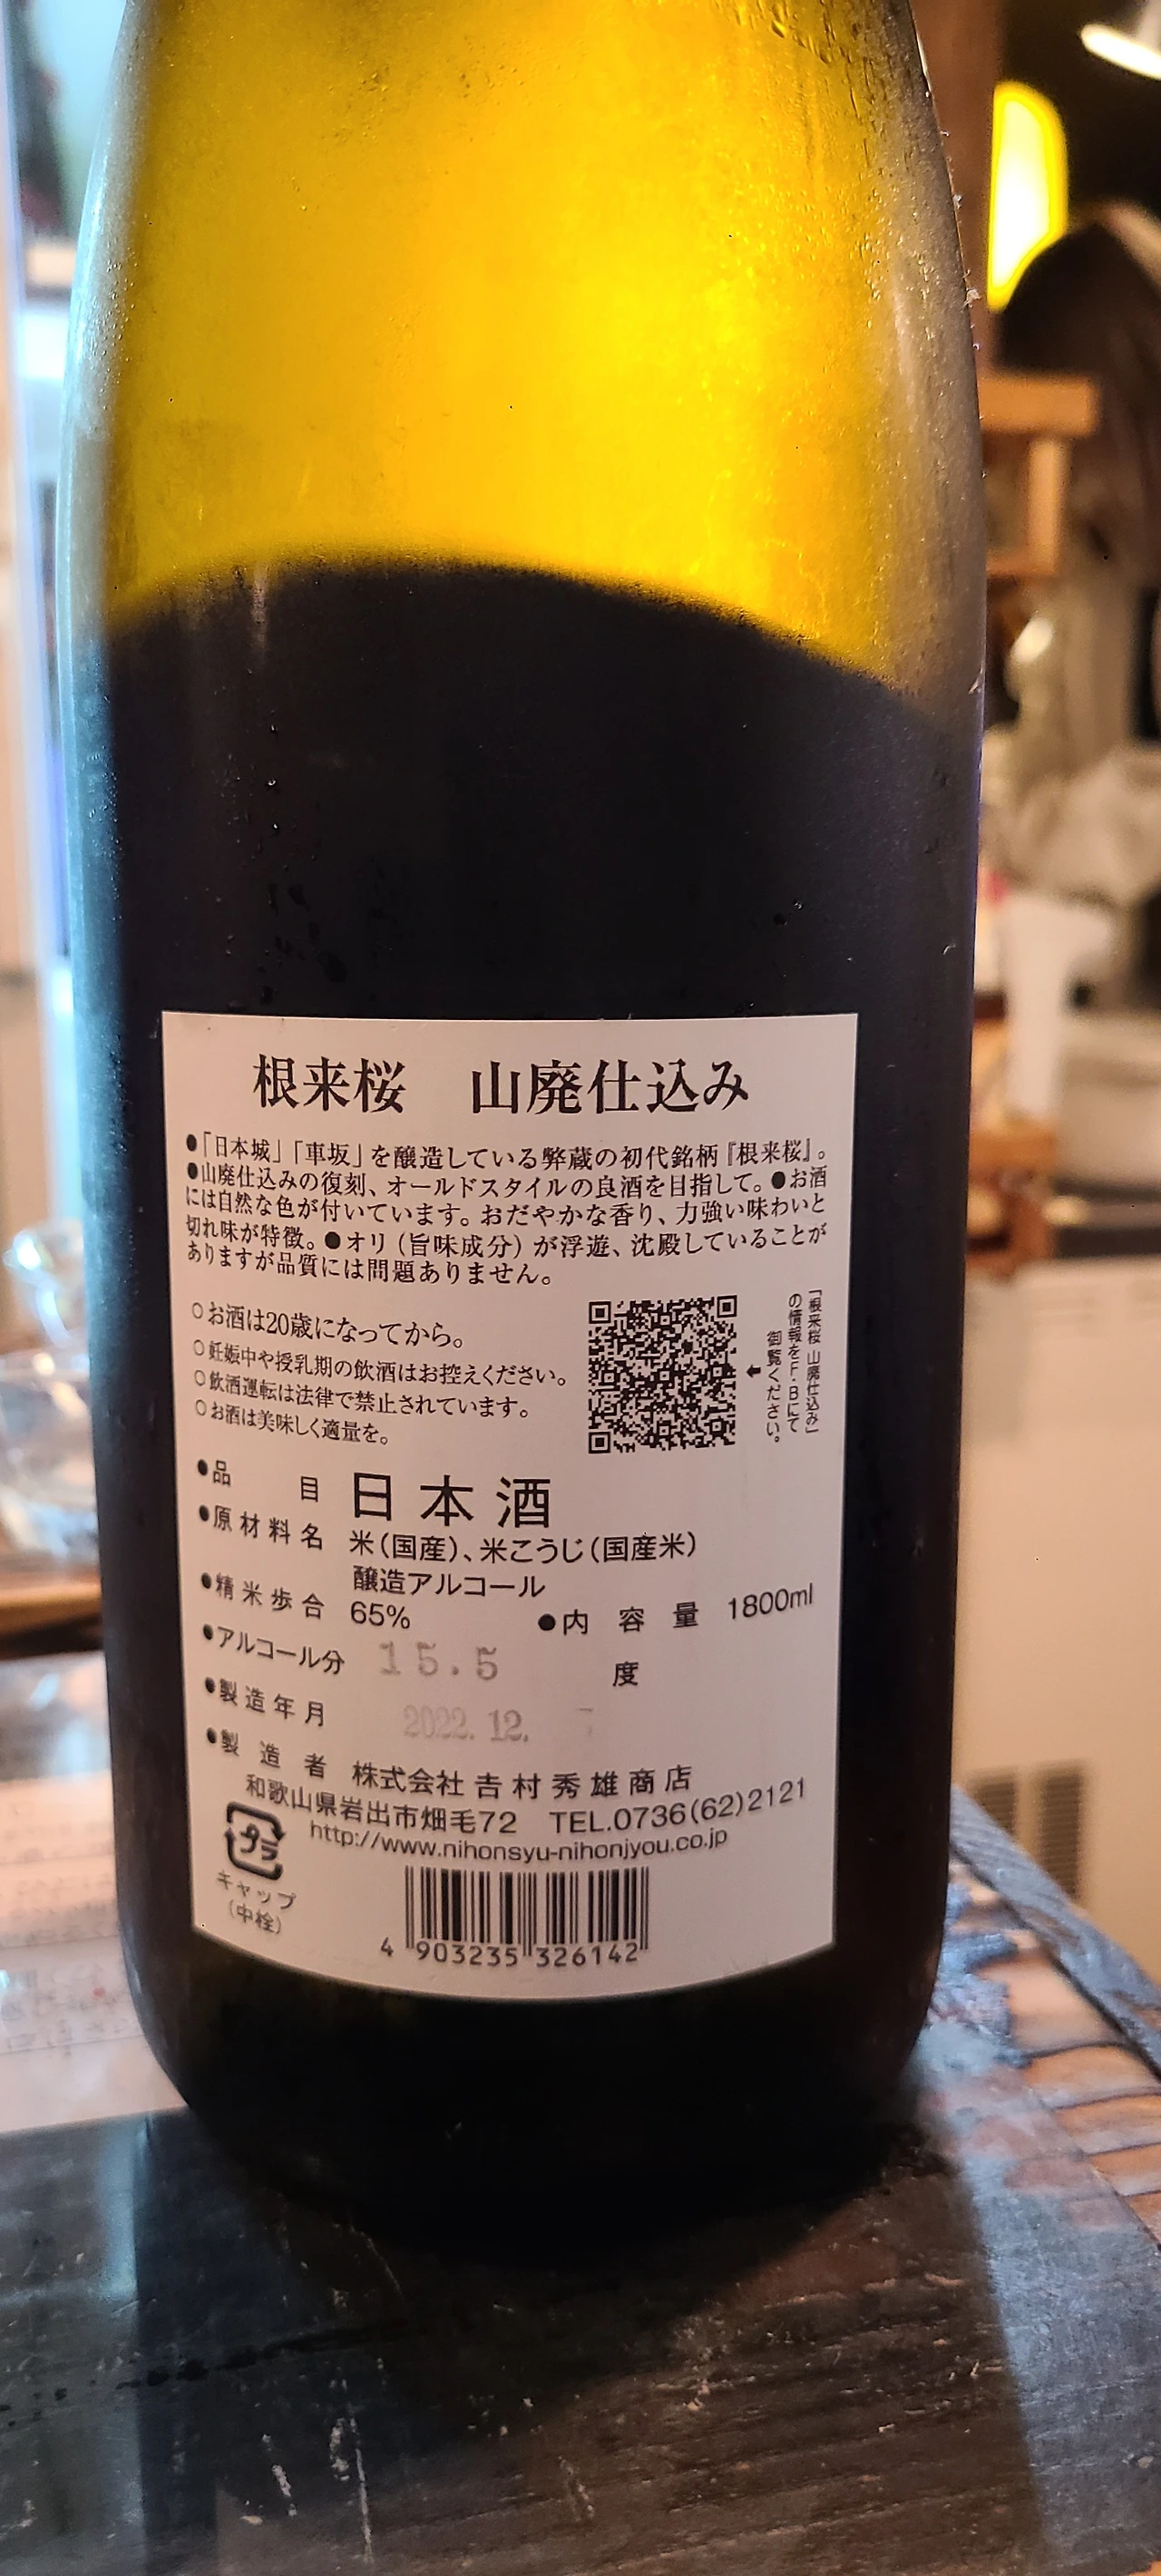 根来桜　山廃仕込み
●「日本城」「車坂」を醸造している弊蔵の初代銘柄『根来桜』。
●山廃仕込みの復刻、オールドスタイルの良酒を目指して。●お酒
には自然な色が付いています。おだやかな香り、力強い味わいと
切れ味が特徴。●オリ（旨味成分）が浮遊、沈殿していることが
ありますが品質には問題ありません。
○お酒は20歳になってから。
○妊娠中や授乳期の飲酒はお控えください。
○飲酒運転は法律で禁止されています。
○お酒は美味しく適量を。
「根来桜 山廃仕込み」
の情報をF・Bにて
御覧ください。
●品目 日本酒
●原材料名 米（国産）、米こうじ（国産米）
醸造アルコール
●精米歩合 65% ●内容量 1800ml
●アルコール分 15.5 度
●製造年月 2022.12.
●製造者 株式会社 吉村秀雄商店
和歌山県岩出市畑毛72 TEL.0736(62)2121
http://www.nihonsyu-nihonjyou.co.jp
プラ
キャップ
（中栓）
4 903235 326142